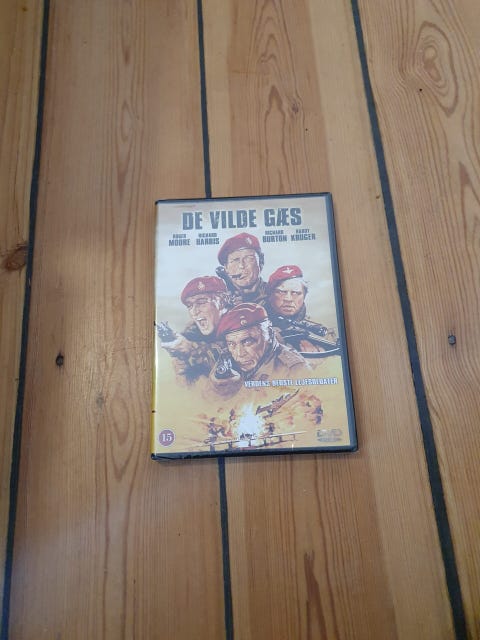 DE VILDE GÆS
ROGER MOORE RICHARD HARRIS RICHARD BURTON HARDY KRUGER
VERDENS BEDSTE LEJESOLDATER
15
DVD